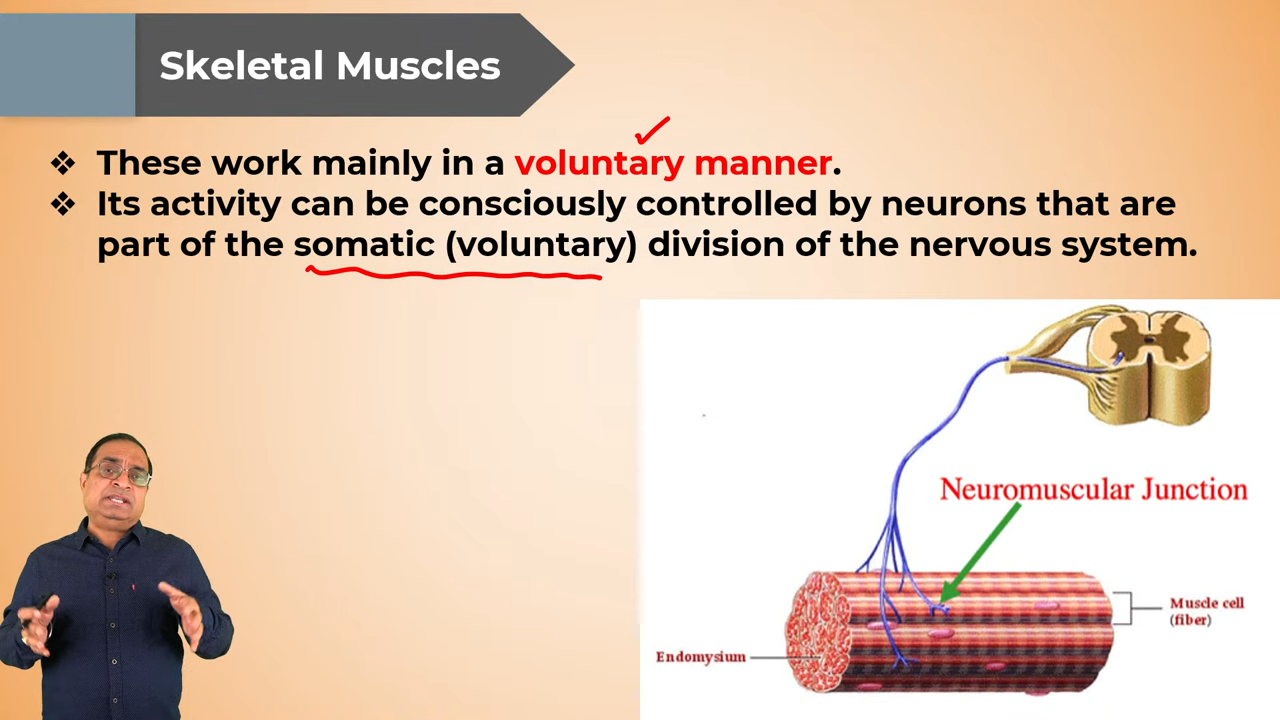 Skeletal Muscles
❖ These work mainly in a voluntary manner.
❖ Its activity can be consciously controlled by neurons that are
part of the somatic (voluntary) division of the nervous system.
Neuromuscular Junction
Muscle cell
(fiber)
Endomysium